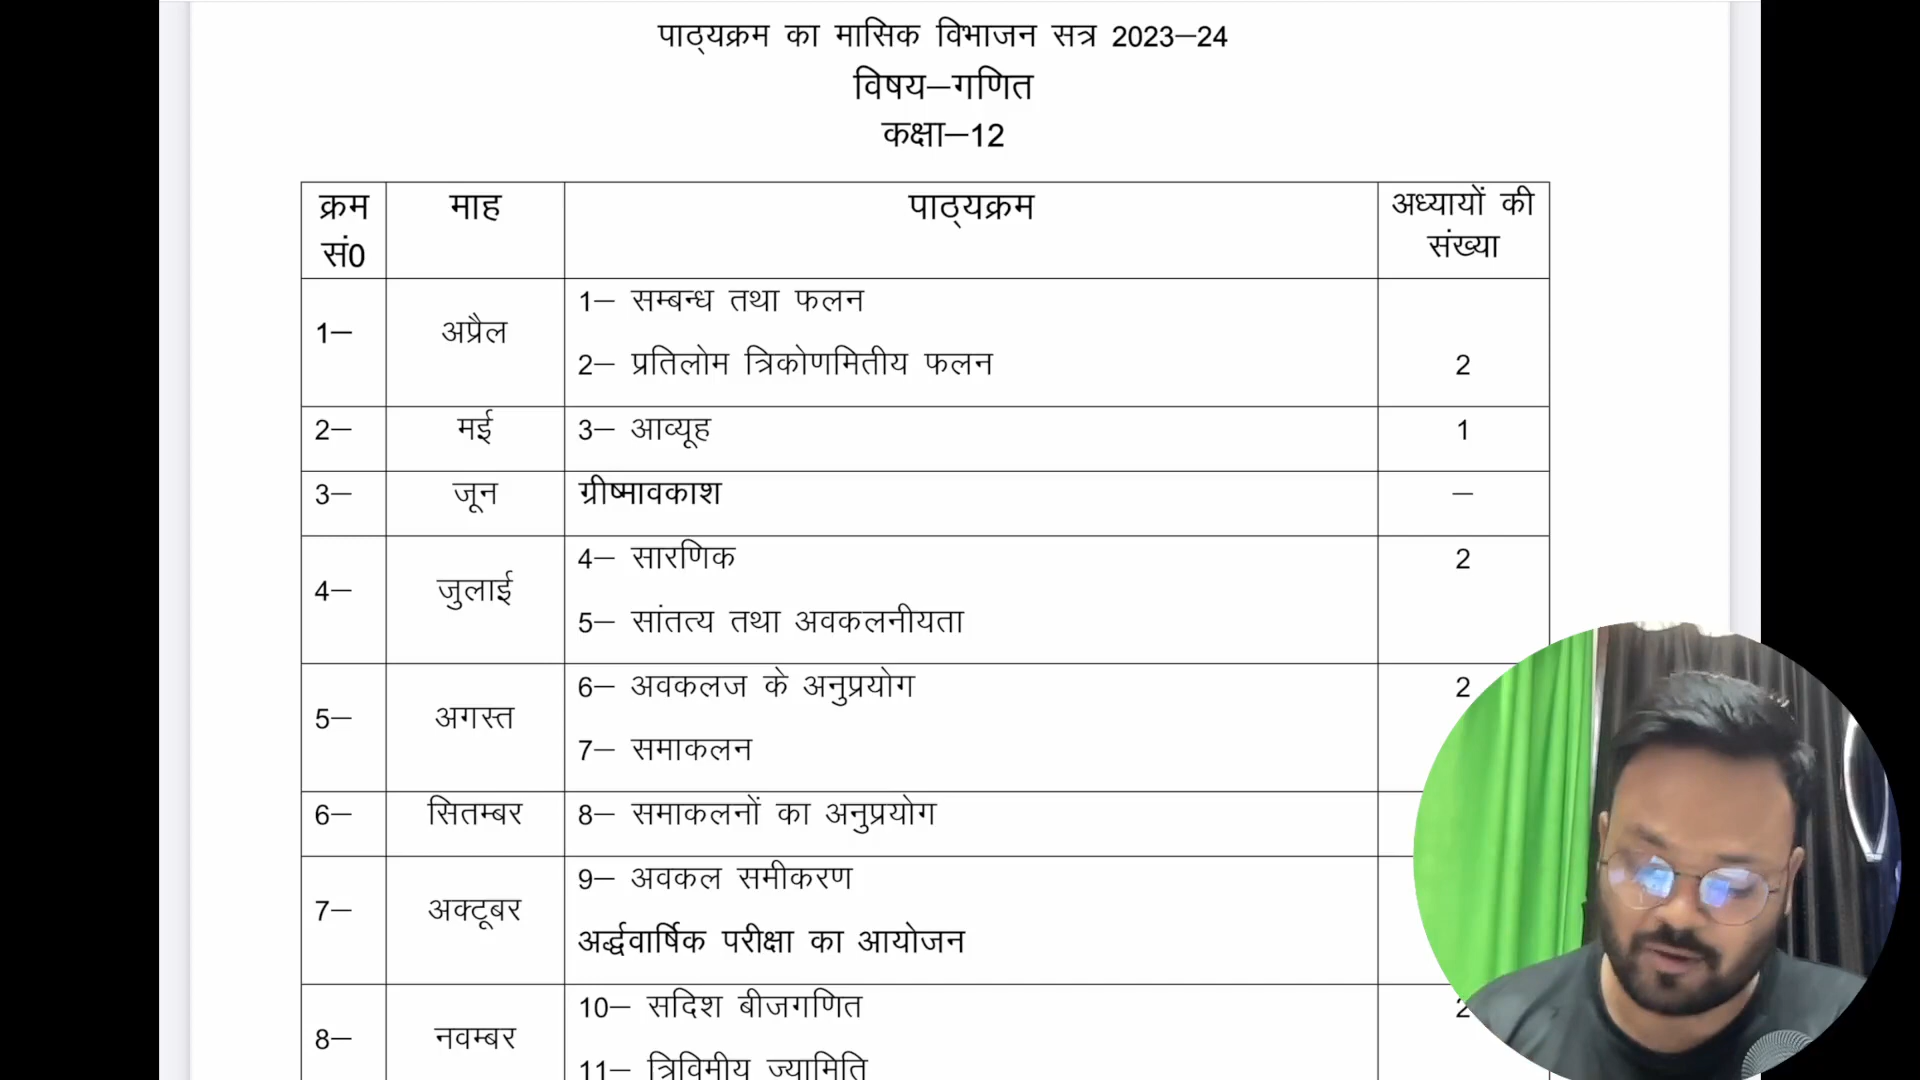 पाठ्यक्रम का मासिक विभाजन सत्र 2023—24
विषय—गणित
कक्षा—12
क्रम सं0 माह पाठ्यक्रम अध्यायों की संख्या
1— अप्रैल 1— सम्बन्ध तथा फलन
2— प्रतिलोम त्रिकोणमितीय फलन 2
2— मई 3— आव्यूह 1
3— जून ग्रीष्मावकाश —
4— जुलाई 4— सारणिक 2
5— सांतत्य तथा अवकलनीयता
5— अगस्त 6— अवकलज के अनुप्रयोग 2
7— समाकलन
6— सितम्बर 8— समाकलनों का अनुप्रयोग
7— अक्टूबर 9— अवकल समीकरण
अर्द्धवार्षिक परीक्षा का आयोजन
8— नवम्बर 10— सदिश बीजगणित 2
11— त्रिविमीय ज्यामिति